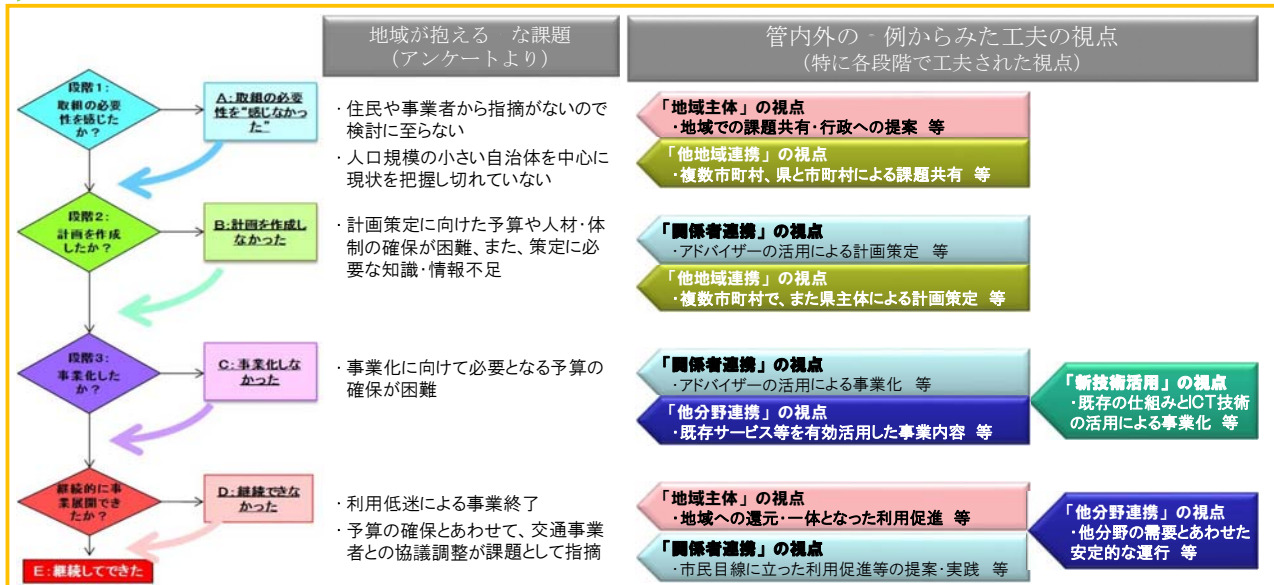 地域が抱える な課題
(アンケートより)
管内外の‐例からみた工夫の視点
(特に各段階で工夫された視点)
段階1:
取組の必要
性を感じた
か?
A:取組の必要
性を"感じなかっ
た"
・住民や事業者から指摘がないので
検討に至らない
・人口規模の小さい自治体を中心に
現状を把握し切れていない
「地域主体」の視点
・地域での課題共有・行政への提案 等
「他地域連携」の視点
・複数市町村、県と市町村による課題共有 等
段階2:
計画を作成
したか?
B:計画を作成し
なかった
・計画策定に向けた予算や人材・体
制の確保が困難、また、策定に必
要な知識・情報不足
「関係者連携」の視点
・アドバイザーの活用による計画策定 等
「他地域連携」の視点
・複数市町村で、また県主体による計画策定 等
段階3:
事業化した
か?
C:事業化しな
かった
・事業化に向けて必要となる予算の
確保が困難
「関係者連携」の視点
・アドバイザーの活用による事業化 等
「他分野連携」の視点
・既存サービス等を有効活用した事業内容 等
「新技術活用」の視点
・既存の仕組みとICT技術
の活用による事業化 等
継続的に事
業展開でき
たか?
D:継続できな
かった
・利用低迷による事業終了
・予算の確保とあわせて、交通事業
者との協議調整が課題として指摘
「地域主体」の視点
・地域への還元・一体となった利用促進 等
「関係者連携」の視点
・市民目線に立った利用促進等の提案・実践 等
「他分野連携」の視点
・他分野の需要とあわせた
安定的な運行 等
E:継続してできた